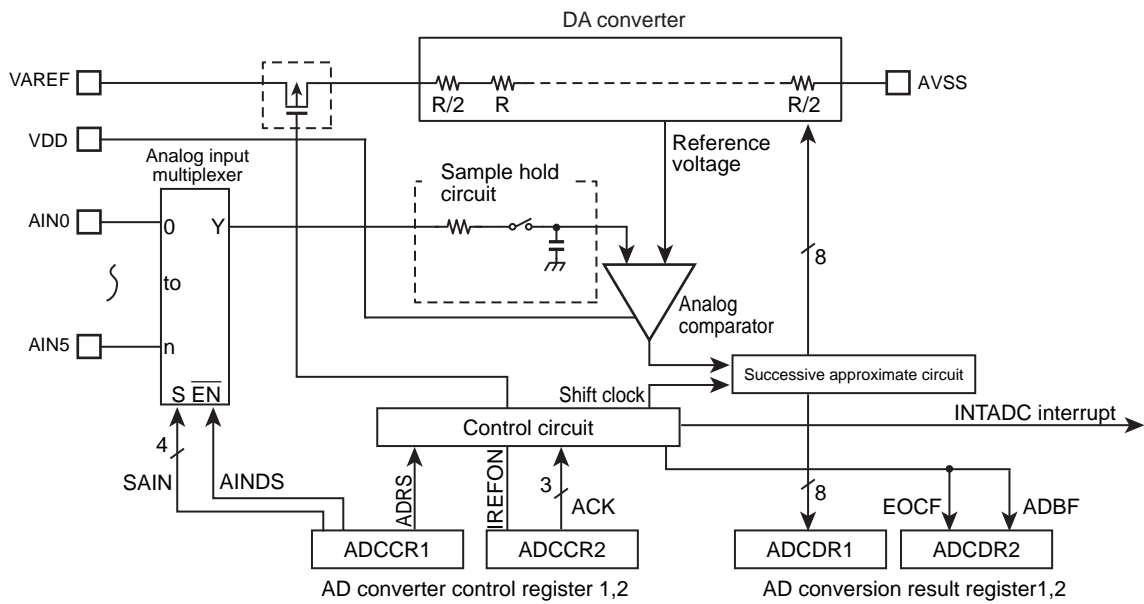 DA converter
VAREF
R/2
R
R/2
AVSS
VDD
Reference
voltage
Analog input
multiplexer
Sample hold
circuit
AIN0
0
Y
to
8
Analog
comparator
AIN5
n
S EN
Successive approximate circuit
Shift clock
INTADC interrupt
Control circuit
4
SAIN
AINDS
ADRS
IREFON
3
ACK
8
EOCF
ADBF
ADCCR1
ADCCR2
ADCDR1
ADCDR2
AD converter control register 1,2
AD conversion result register1,2